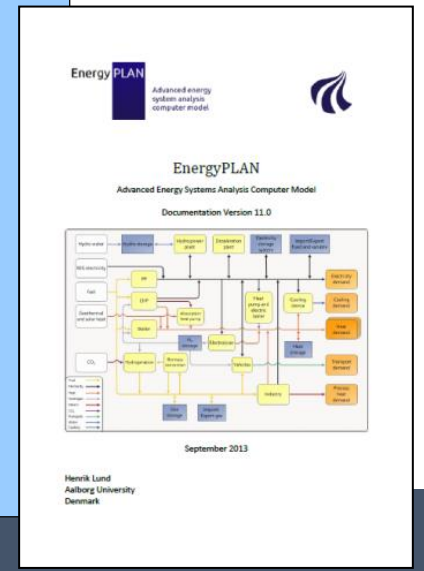 EnergyPLAN
Advanced energy
system analysis
computer model
EnergyPLAN
Advanced Energy Systems Analysis Computer Model
Documentation Version 11.0
Hydro water
Hydro storage
Hydropower
plant
Desalination
plant
Electricity
storage
system
Import/Export
fixed and variable
RES electricity
PP
Electricity
demand
Fuel
CHP
Heat
pump and
electric
boiler
Cooling
device
Cooling
demand
Geothermal
and solar heat
Absorption
heat pump
Boiler
Heat
demand
H₂
storage
Electrolyser
Heat
storage
CO₂
Hydrogenation
Biomass
conversion
Vehicles
Transport
demand
Industry
Process
heat
demand
Gas
storage
Import/
Export gas
September 2013
Henrik Lund
Aalborg University
Denmark